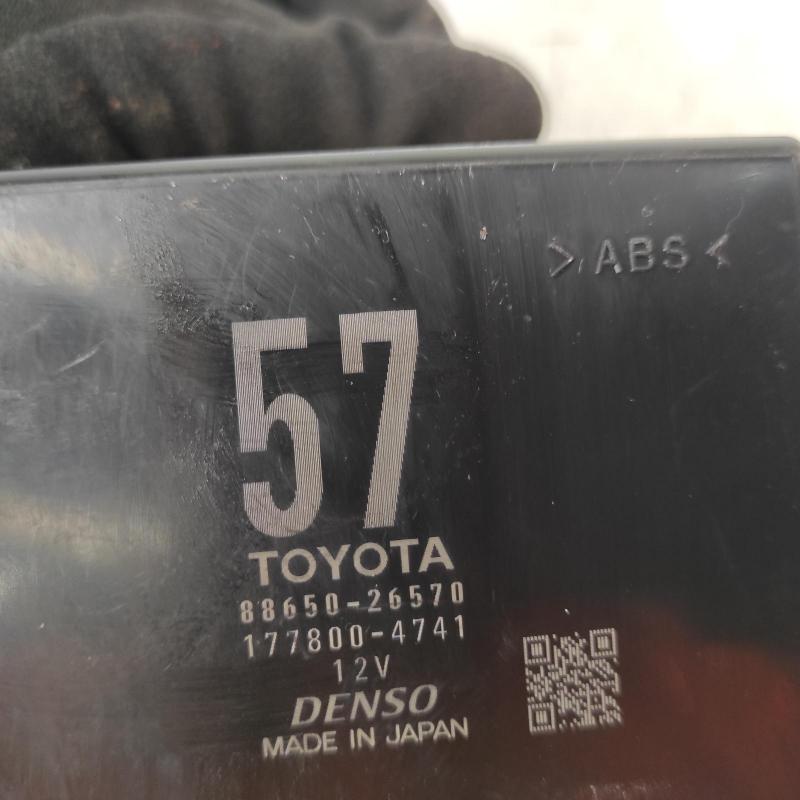 >ABS<
57
TOYOTA
88650-26570
177800-4741
12V
DENSO
MADE IN JAPAN